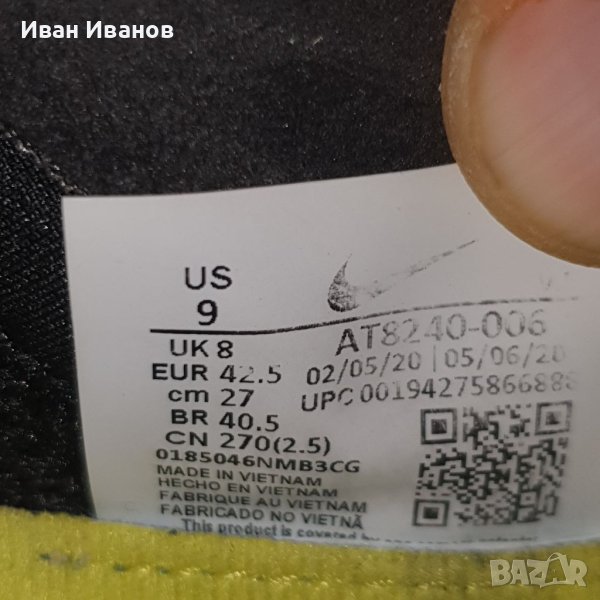 Иван Иванов
US
9
UK 8
EUR 42.5
cm 27
BR 40.5
CN 270(2.5)
0185046NMB3CG
MADE IN VIETNAM
HECHO EN VIETNAM
FABRIQUE AU VIETNAM
FABRICADO NO VIETNÃ
This product is covered by
AT8240-006
02/05/20 | 05/06/20
UPC 00194275866888
BAZAR